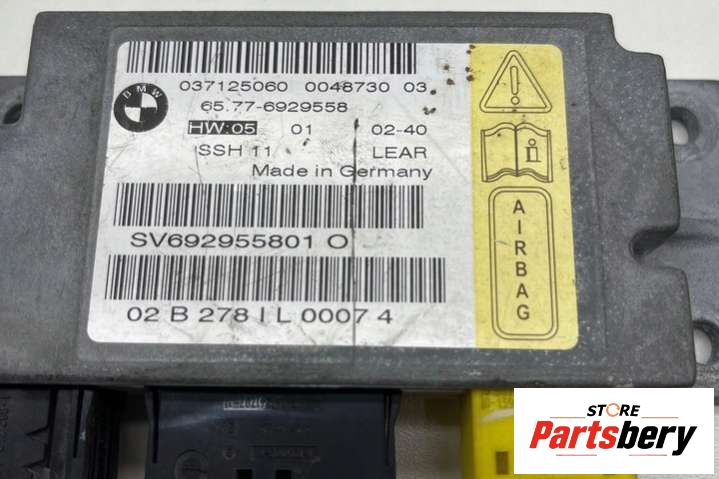 BMW
037125060 0048730 03
65.77-6929558
HW:05 01 02-40
SSH 11 LEAR
Made in Germany
SV692955801 0
02 B 278 I L 0007 4
AIRBAG
STORE
Partsbery